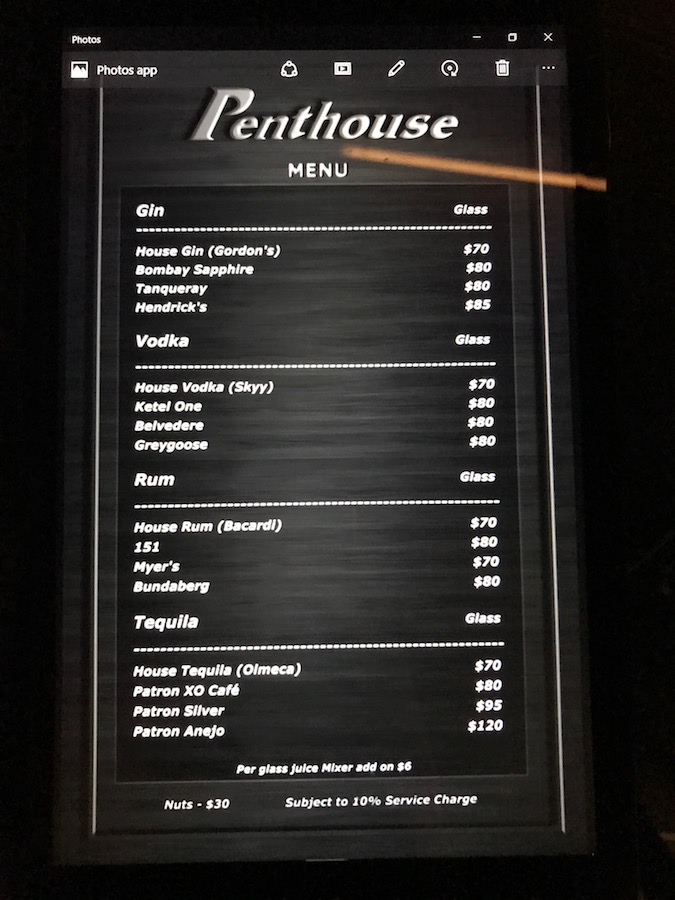 Photos
Photos app
Penthouse
MENU
Gin Glass
House Gin (Gordon's) $70
Bombay Sapphire $80
Tanqueray $80
Hendrick's $85
Vodka Glass
House Vodka (Skyy) $70
Ketel One $80
Belvedere $80
Greygoose $80
Rum Glass
House Rum (Bacardi) $70
151 $80
Myer's $70
Bundaberg $80
Tequila Glass
House Tequila (Olmeca) $70
Patron XO Café $80
Patron Silver $95
Patron Anejo $120
Per glass juice Mixer add on $6
Nuts - $30 Subject to 10% Service Charge